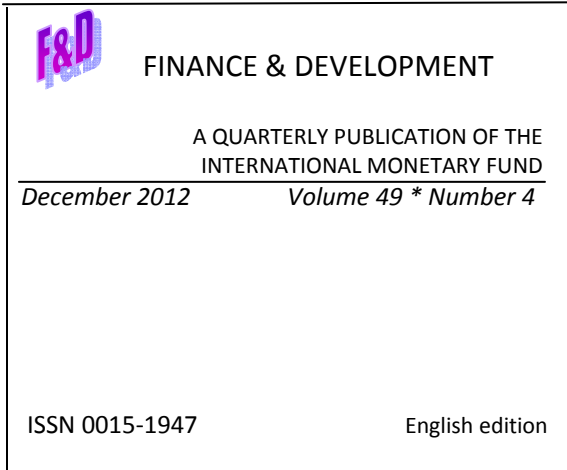 F&D
FINANCE & DEVELOPMENT
A QUARTERLY PUBLICATION OF THE
INTERNATIONAL MONETARY FUND
December 2012 Volume 49 * Number 4
ISSN 0015-1947 English edition